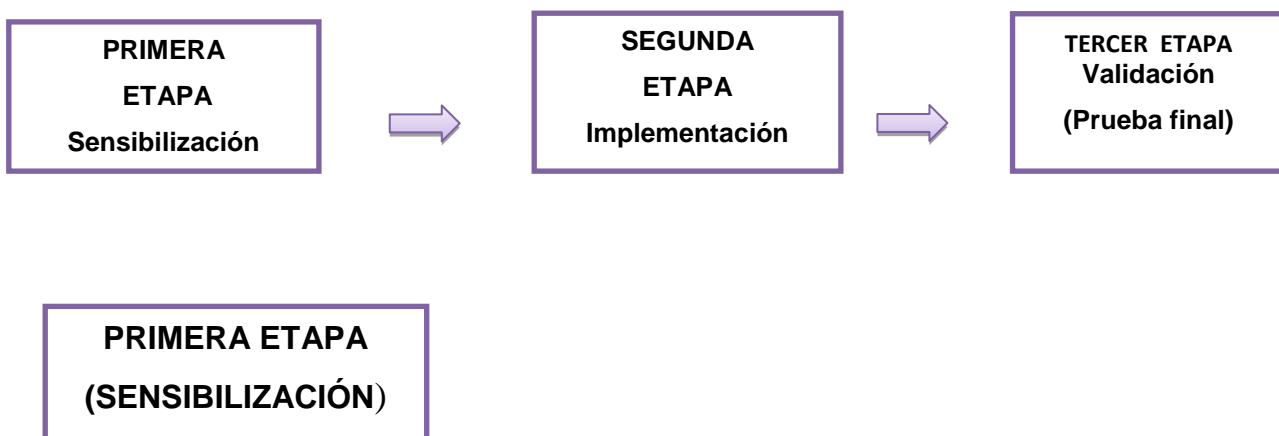 PRIMERA
ETAPA
Sensibilización
SEGUNDA
ETAPA
Implementación
TERCER ETAPA
Validación
(Prueba final)
PRIMERA ETAPA
(SENSIBILIZACIÓN)